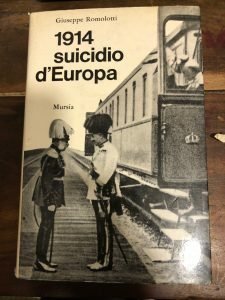 Giuseppe Romolotti
1914
suicidio
d'Europa
Mursia